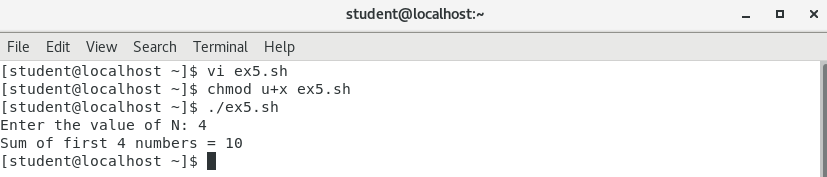 student@localhost:~
File Edit View Search Terminal Help
[student@localhost ~]$ vi ex5.sh
[student@localhost ~]$ chmod u+x ex5.sh
[student@localhost ~]$ ./ex5.sh
Enter the value of N: 4
Sum of first 4 numbers = 10
[student@localhost ~]$